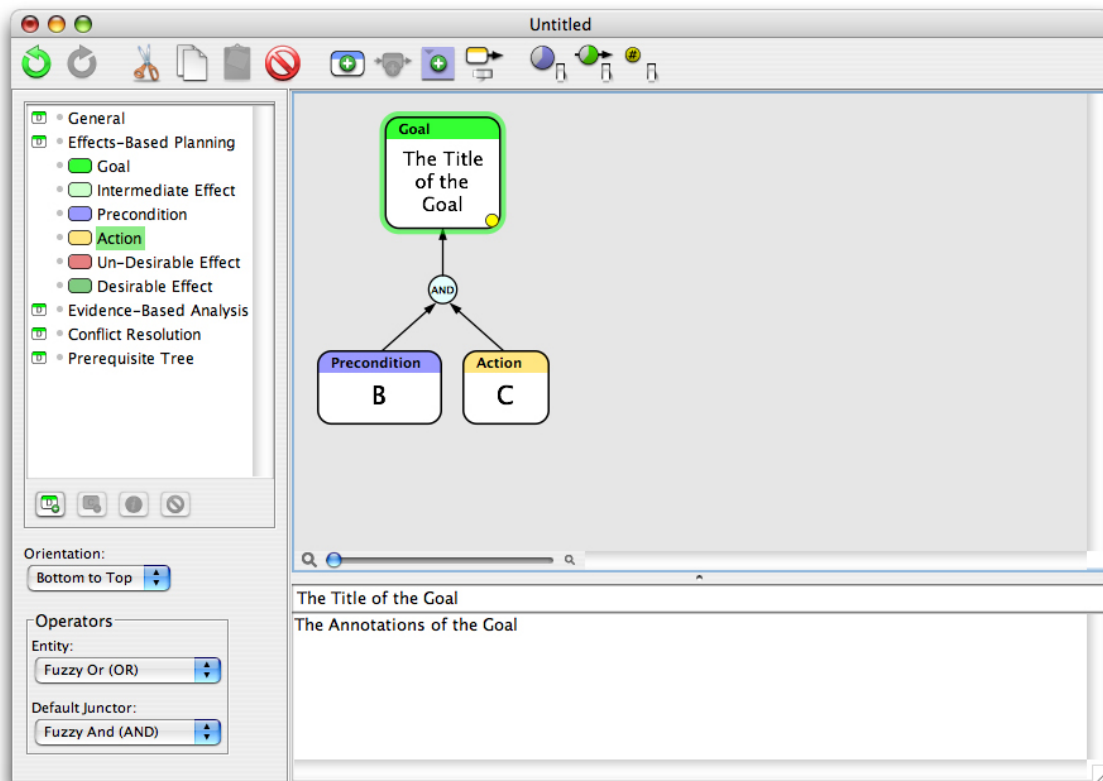 Untitled
General
Effects-Based Planning
Goal
Intermediate Effect
Precondition
Action
Un-Desirable Effect
Desirable Effect
Evidence-Based Analysis
Conflict Resolution
Prerequisite Tree
Orientation:
Bottom to Top
Operators
Entity:
Fuzzy Or (OR)
Default Junctor:
Fuzzy And (AND)
Goal
The Title
of the
Goal
AND
Precondition
B
Action
C
The Title of the Goal
The Annotations of the Goal